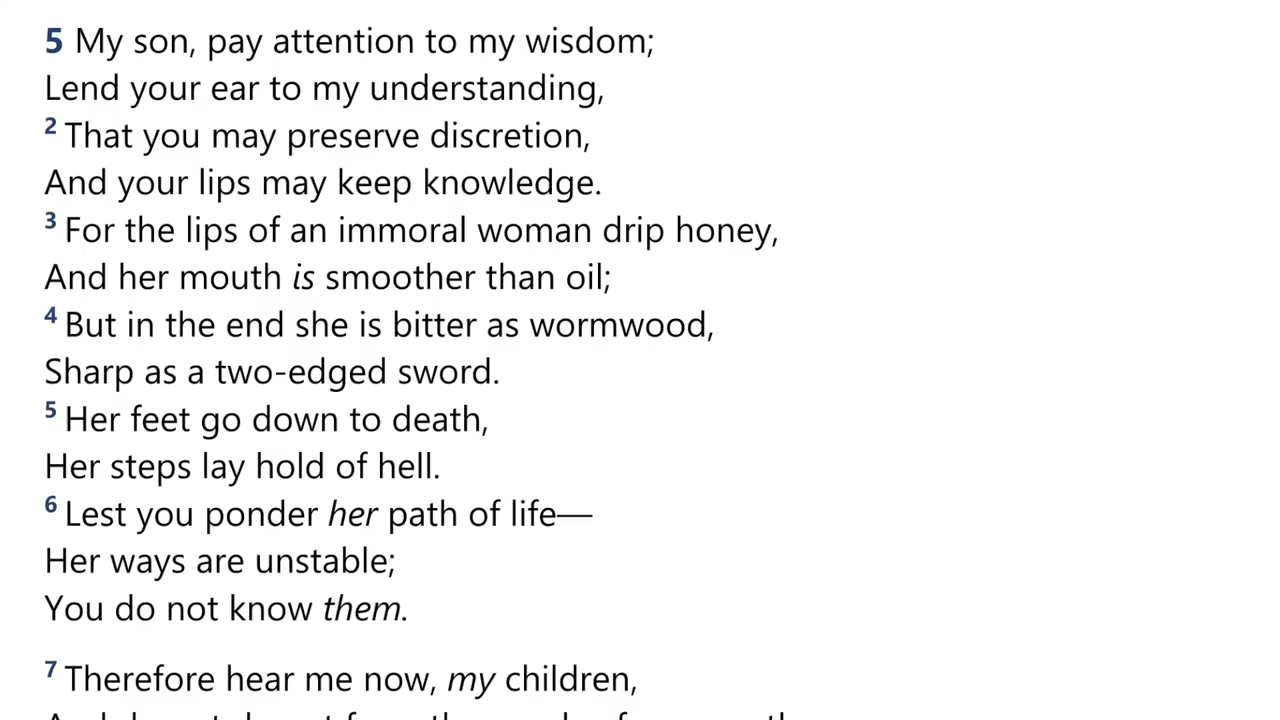 5 My son, pay attention to my wisdom;
Lend your ear to my understanding,
2 That you may preserve discretion,
And your lips may keep knowledge.
3 For the lips of an immoral woman drip honey,
And her mouth is smoother than oil;
4 But in the end she is bitter as wormwood,
Sharp as a two-edged sword.
5 Her feet go down to death,
Her steps lay hold of hell.
6 Lest you ponder her path of life—
Her ways are unstable;
You do not know them.
7 Therefore hear me now, my children,